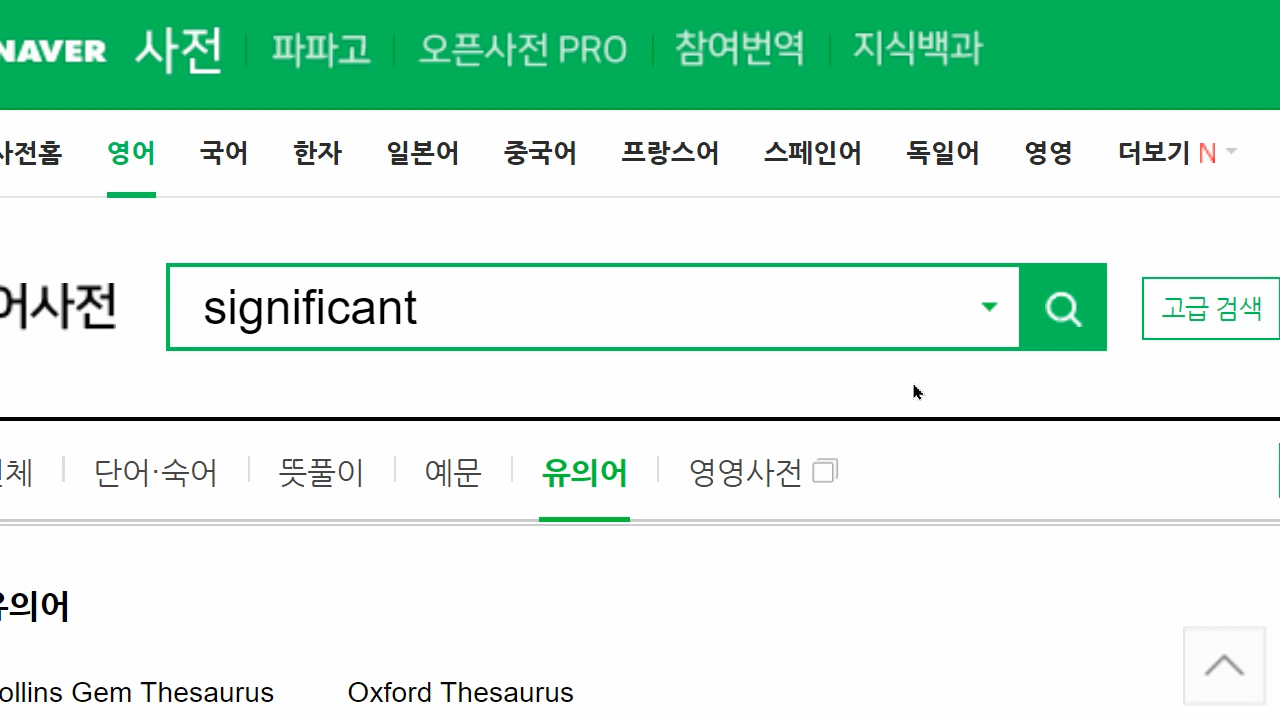 NAVER 사전 파파고 오픈사전 PRO 참여번역 지식백과
사전홈 영어 국어 한자 일본어 중국어 프랑스어 스페인어 독일어 영영 더보기 N
어사전 significant 고급 검색
전체 단어·숙어 뜻풀이 예문 유의어 영영사전
유의어
ollins Gem Thesaurus Oxford Thesaurus